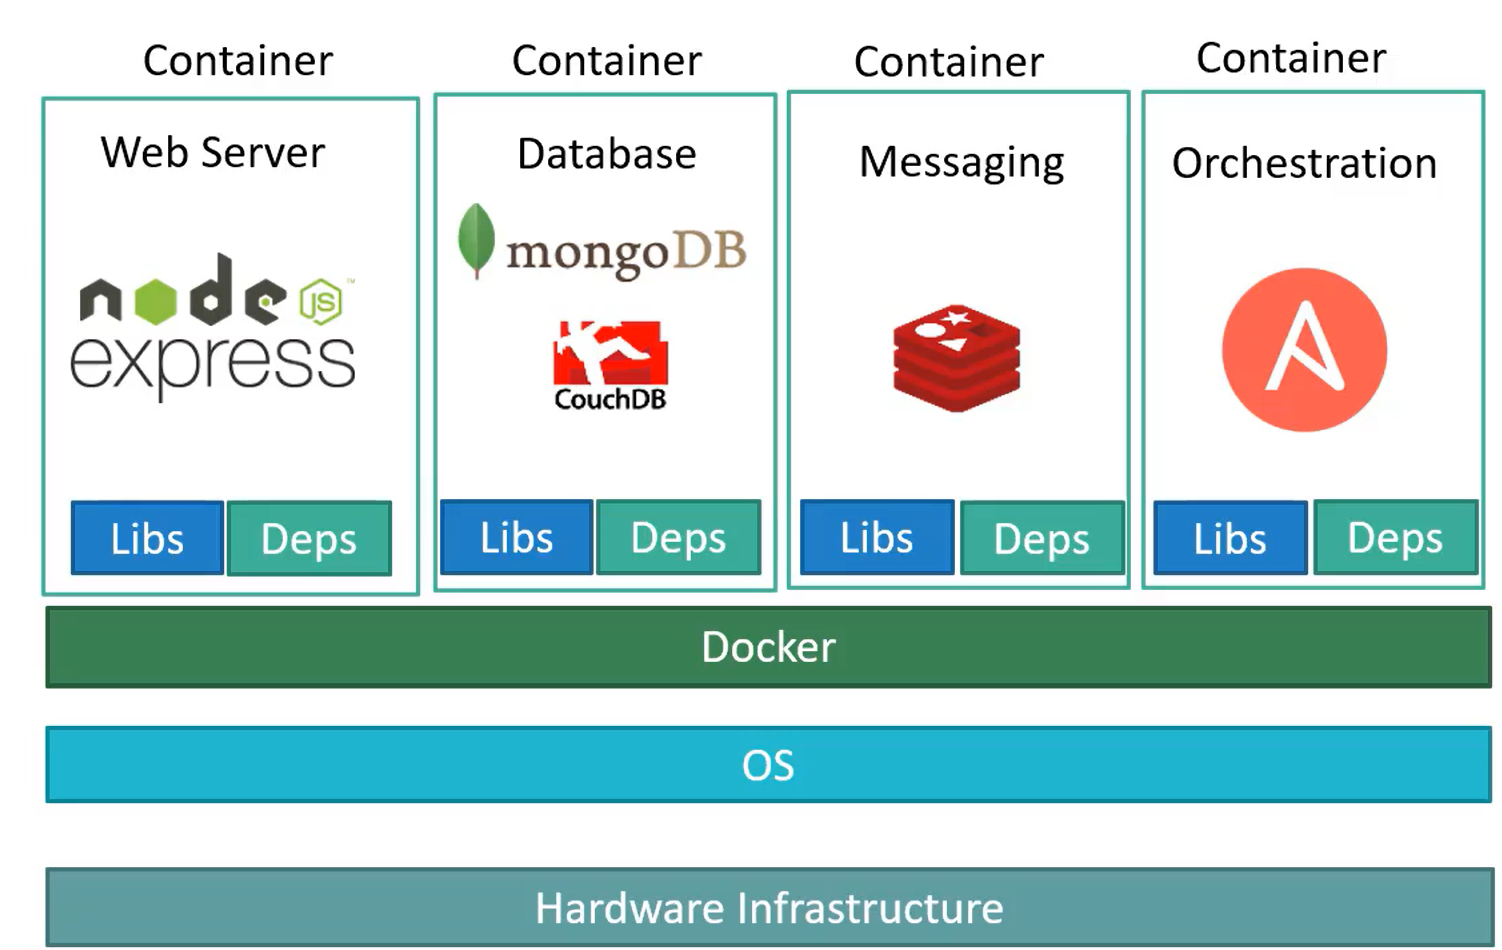 Container
Container
Container
Container
Web Server
Database
Messaging
Orchestration
node JS ™
express
mongoDB
CouchDB
Libs
Deps
Libs
Deps
Libs
Deps
Libs
Deps
Docker
OS
Hardware Infrastructure